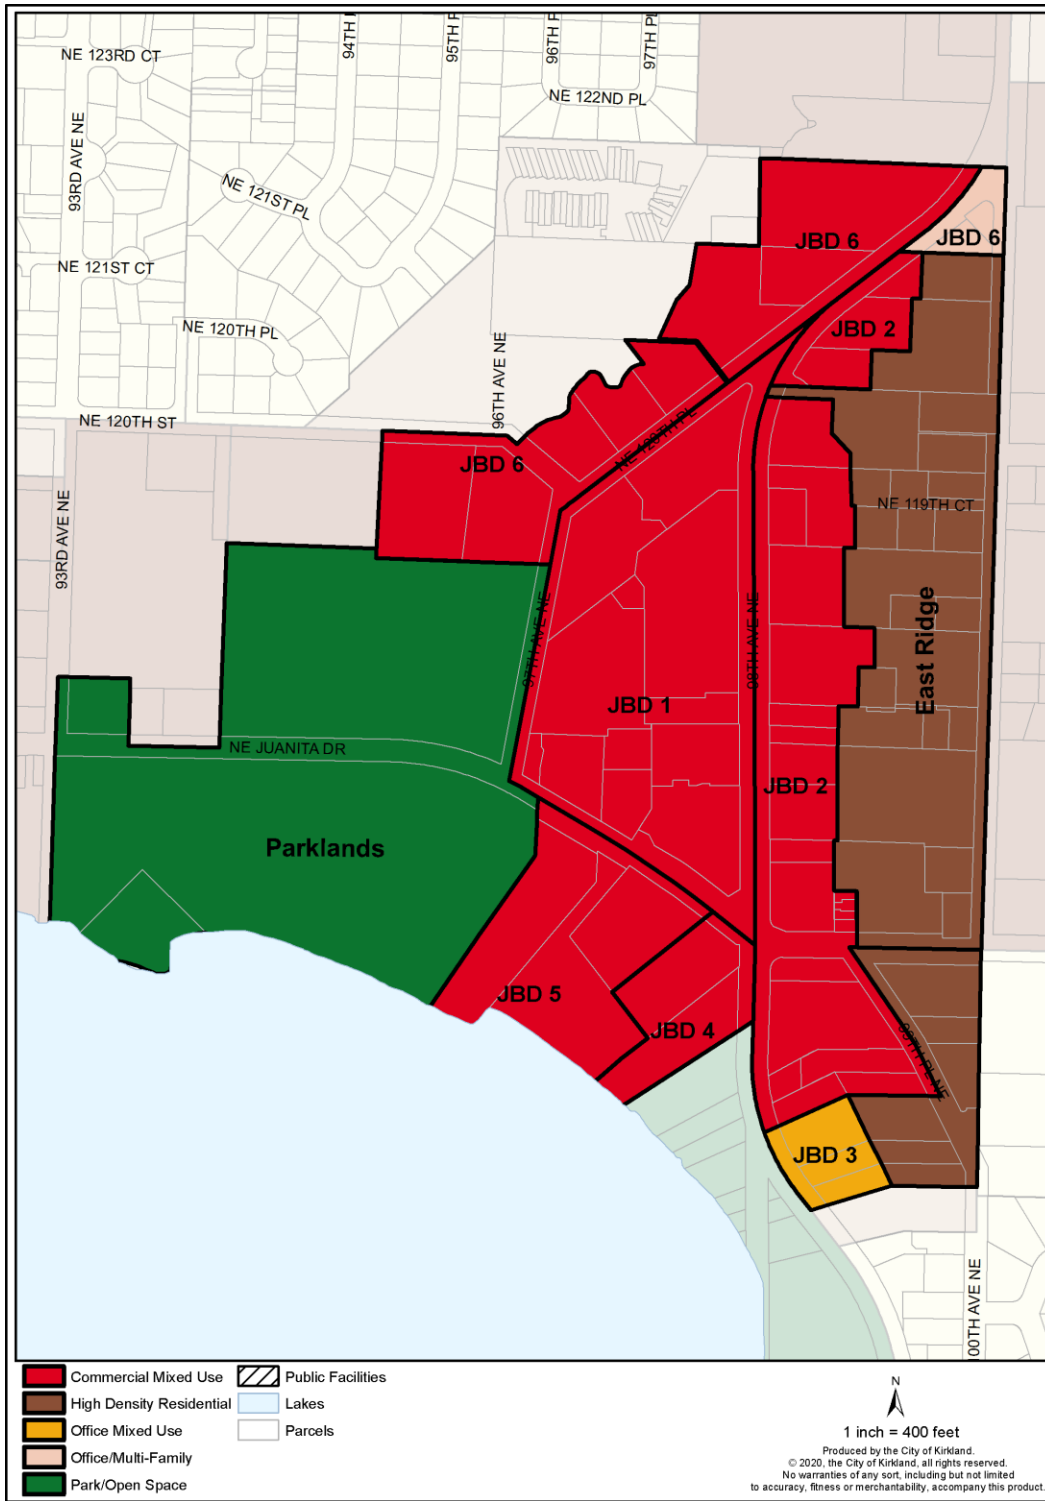 94TH
95TH
96TH
97TH PL
NE 123RD CT
NE 122ND PL
93RD AVE NE
NE 121ST PL
JBD 6
JBD 6
NE 121ST CT
NE 120TH PL
JBD 2
96TH AVE NE
NE 120TH ST
NE 120TH PL
JBD 6
NE 119TH CT
93RD AVE NE
97TH AVE NE
98TH AVE NE
East Ridge
JBD 1
NE JUANITA DR
JBD 2
Parklands
JBD 5
JBD 4
99TH PL NE
JBD 3
100TH AVE NE
Commercial Mixed Use
High Density Residential
Office Mixed Use
Office/Multi-Family
Park/Open Space
Public Facilities
Lakes
Parcels
N
1 inch = 400 feet
Produced by the City of Kirkland.
© 2020, the City of Kirkland, all rights reserved.
No warranties of any sort, including but not limited
to accuracy, fitness or merchantability, accompany this product.